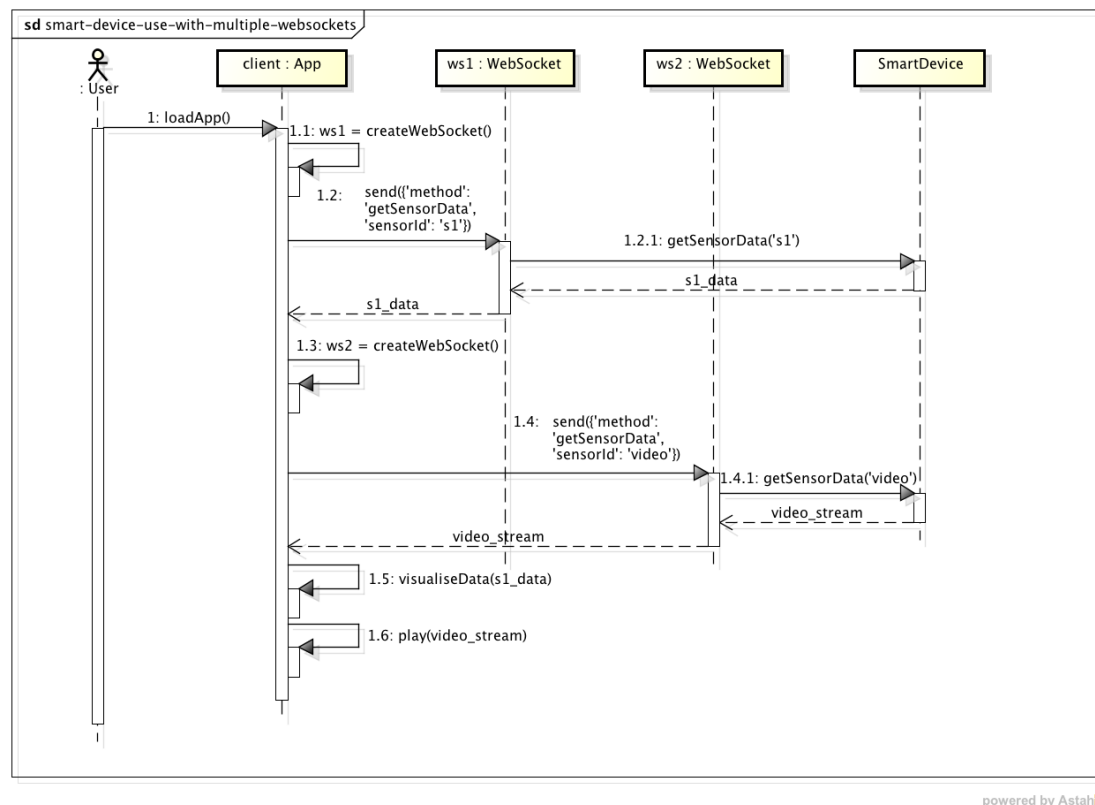 sd smart-device-use-with-multiple-websockets
: User
client : App
ws1 : WebSocket
ws2 : WebSocket
SmartDevice
1: loadApp()
1.1: ws1 = createWebSocket()
1.2: send({'method':
'getSensorData',
'sensorId': 's1'})
1.2.1: getSensorData('s1')
s1_data
s1_data
1.3: ws2 = createWebSocket()
1.4: send({'method':
'getSensorData',
'sensorId': 'video'})
1.4.1: getSensorData('video')
video_stream
video_stream
1.5: visualiseData(s1_data)
1.6: play(video_stream)
powered by Astah